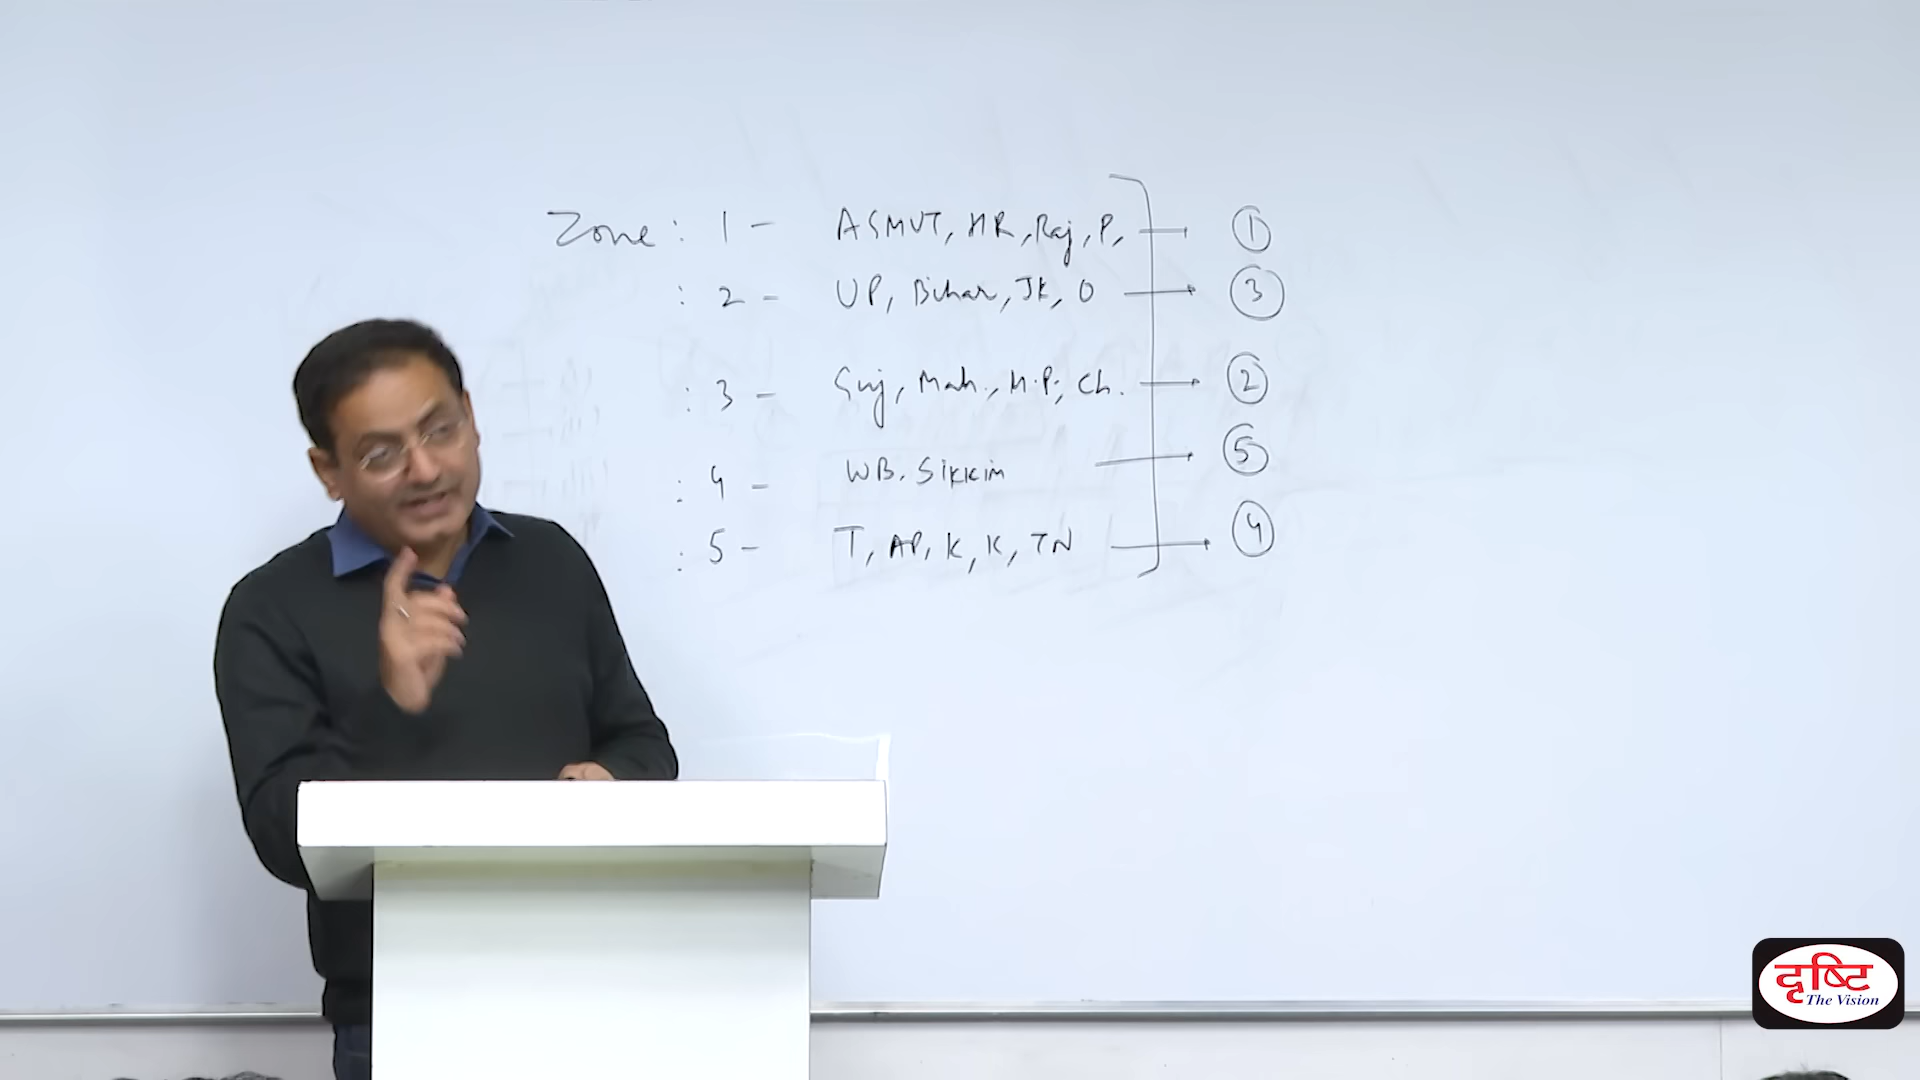 Zone : 1 - ASMUT, HR, Raj, P, → ①
: 2 - UP, Bihar, JK, O → ③
: 3 - Guj, Mah., M.P., Ch. → ②
: 4 - WB, Sikkim → ⑤
: 5 - T, AP, K, K, TN → ④
दृष्टि
The Vision